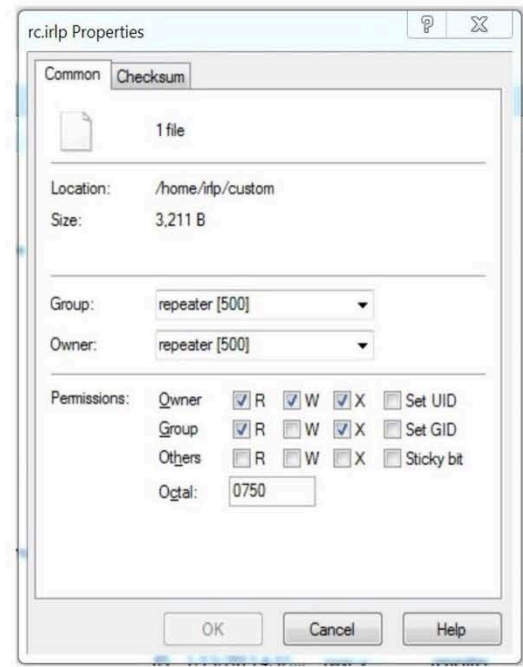 rc.irlp Properties
Common Checksum
1 file
Location: /home/irlp/custom
Size: 3,211 B
Group: repeater [500]
Owner: repeater [500]
Permissions: Owner R W X Set UID
Group R W X Set GID
Others R W X Sticky bit
Octal: 0750
OK Cancel Help